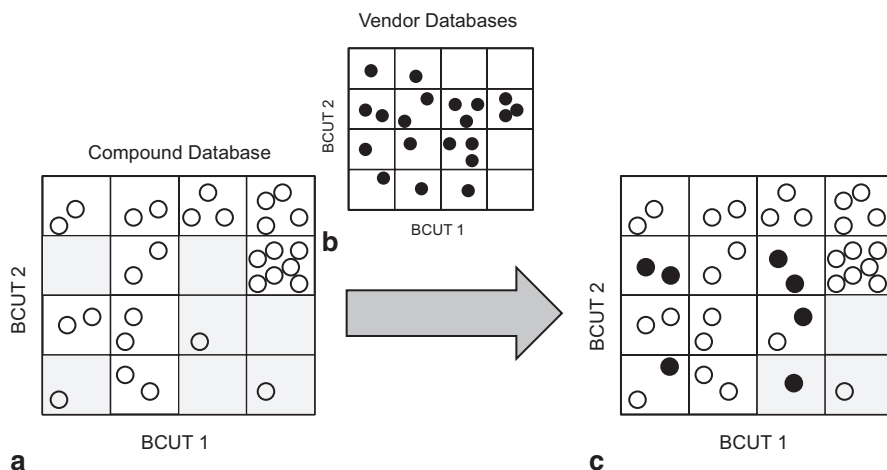 Vendor Databases
BCUT 2
BCUT 1
b
Compound Database
BCUT 2
BCUT 1
a
BCUT 2
BCUT 1
c